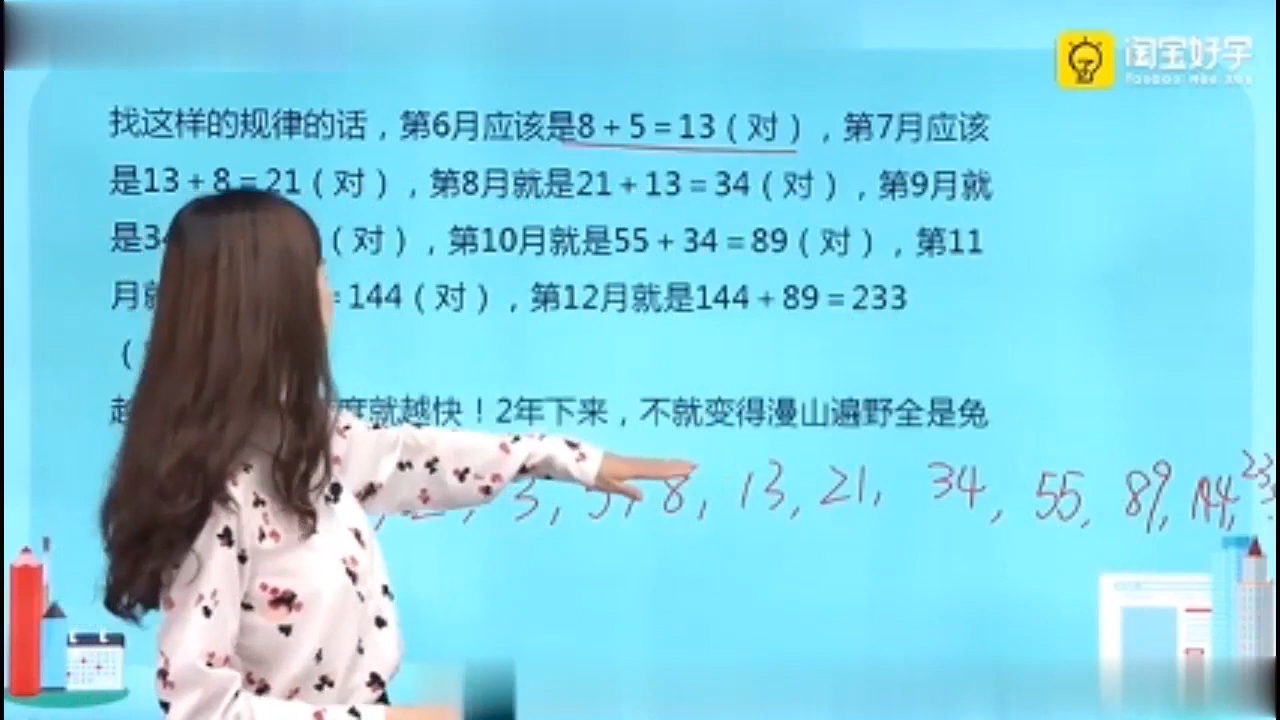 淘宝好字
找这样的规律的话，第6月应该是8＋5＝13（对），第7月应该
是13＋8＝21（对），第8月就是21＋13＝34（对），第9月就
是3（对），第10月就是55＋34＝89（对），第11
月＝144（对），第12月就是144＋89＝233
（
越度就越快！2年下来，不就变得漫山遍野全是兔
2, 3, 5, 8, 13, 21, 34, 55, 89, 144, 233